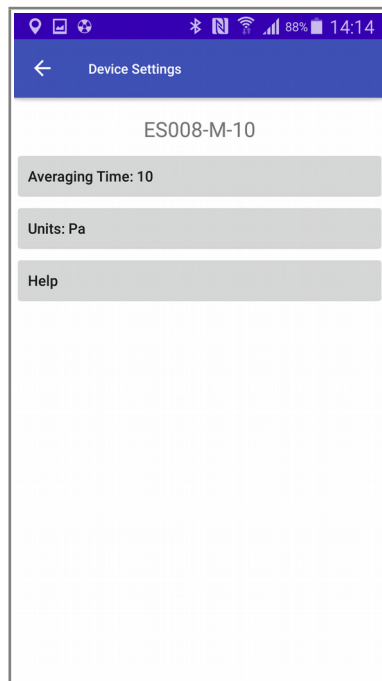 88% 14:14
Device Settings
ES008-M-10
Averaging Time: 10
Units: Pa
Help